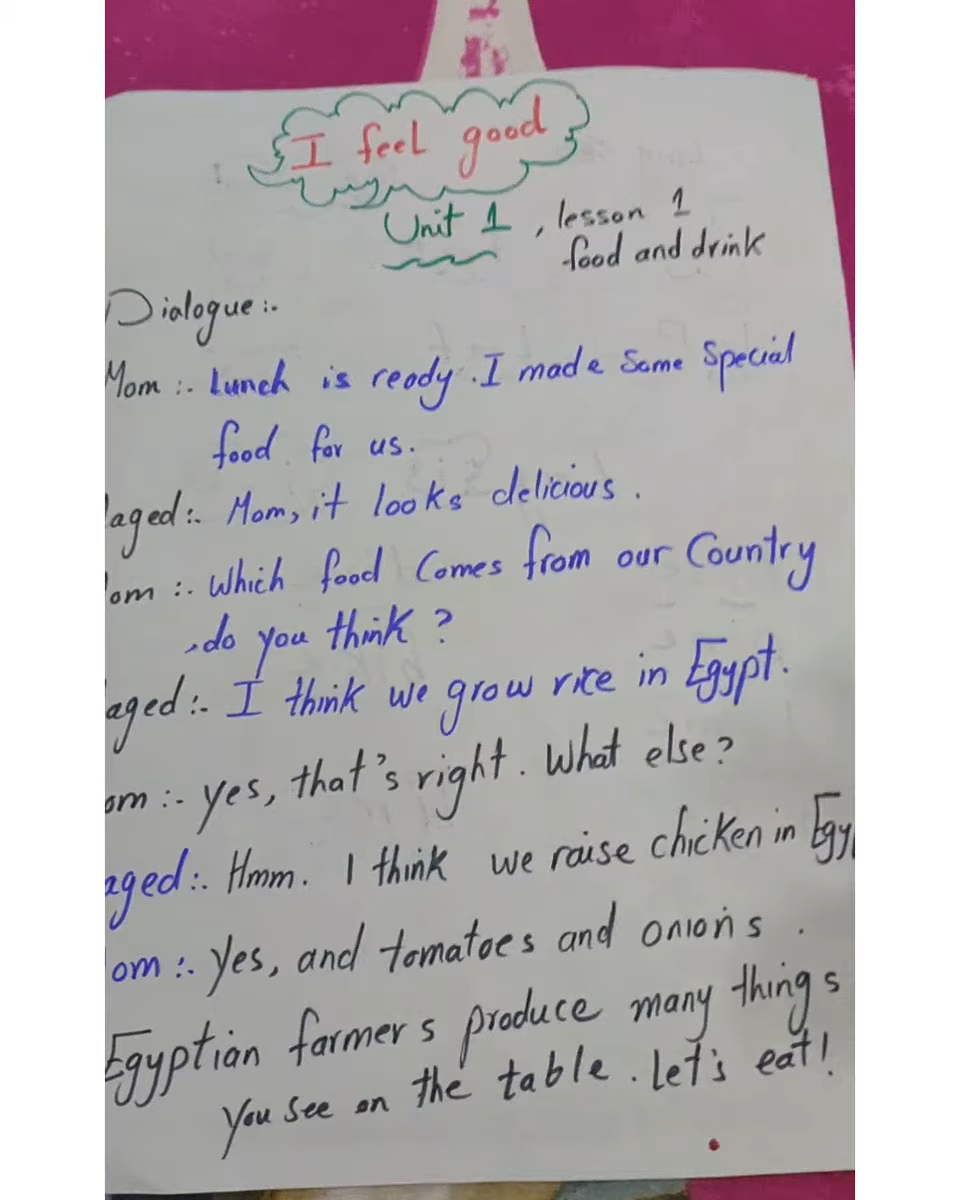 I feel good
Unit 1 , lesson 1
food and drink
Dialogue :-
Mom :- Lunch is ready . I made Some Special
food for us .
aged :- Mom, it looks delicious .
om :- Which food Comes from our Country
, do you think ?
aged :- I think we grow rice in Egypt .
om :- yes, that's right . What else ?
aged :- Hmm . I think we raise chicken in Egy
om :- yes, and tomatoes and onions .
Egyptian farmers produce many things
You see on the table . Let's eat !